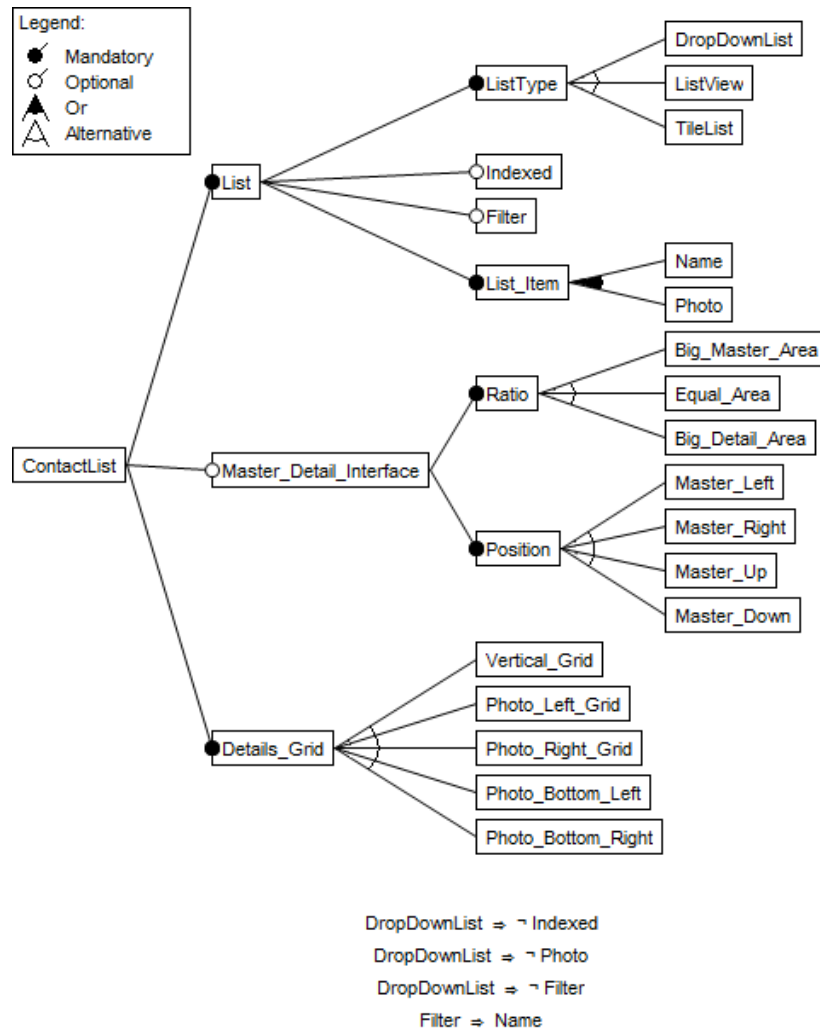 Legend:
Mandatory
Optional
Or
Alternative
DropDownList
ListType
ListView
TileList
List
Indexed
Filter
Name
List_Item
Photo
Big_Master_Area
Ratio
Equal_Area
Big_Detail_Area
ContactList
Master_Detail_Interface
Master_Left
Master_Right
Position
Master_Up
Master_Down
Vertical_Grid
Photo_Left_Grid
Details_Grid
Photo_Right_Grid
Photo_Bottom_Left
Photo_Bottom_Right
DropDownList ⇒ ¬ Indexed
DropDownList ⇒ ¬ Photo
DropDownList ⇒ ¬ Filter
Filter ⇒ Name